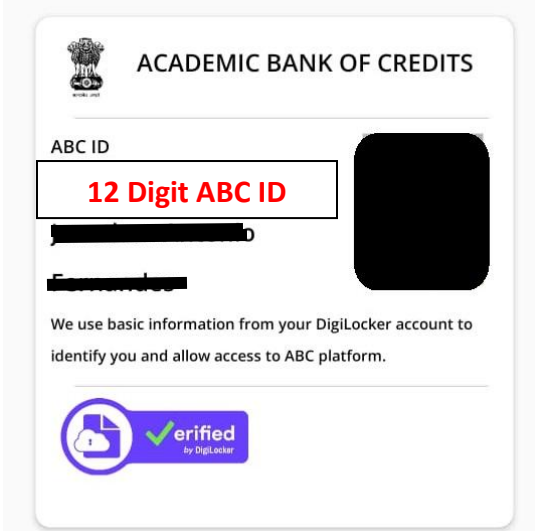 ACADEMIC BANK OF CREDITS
ABC ID
12 Digit ABC ID
We use basic information from your DigiLocker account to
identify you and allow access to ABC platform.
Verified
by DigiLocker